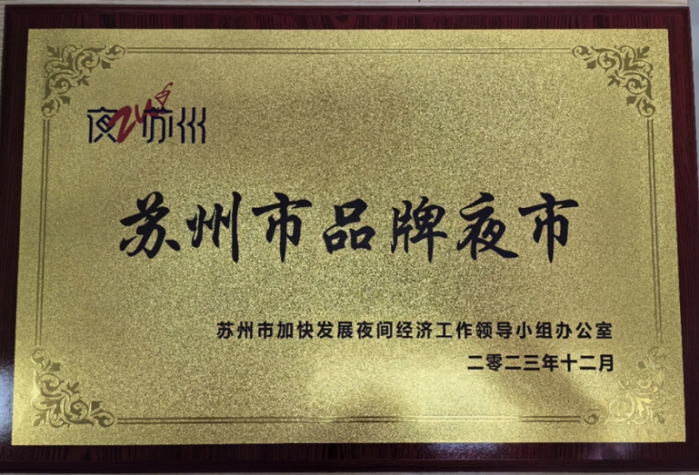 夜ZU苏州
苏州市品牌夜市
苏州市加快发展夜间经济工作领导小组办公室
二零二三年十二月